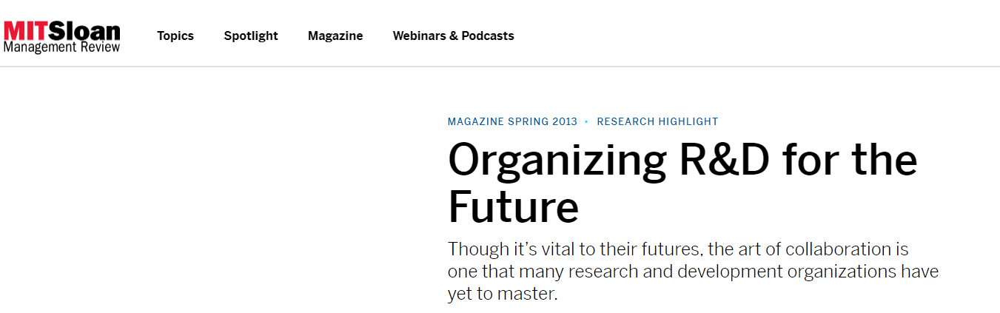 MITSloan
Management Review
Topics Spotlight Magazine Webinars & Podcasts
MAGAZINE SPRING 2013 • RESEARCH HIGHLIGHT
Organizing R&D for the
Future
Though it’s vital to their futures, the art of collaboration is
one that many research and development organizations have
yet to master.